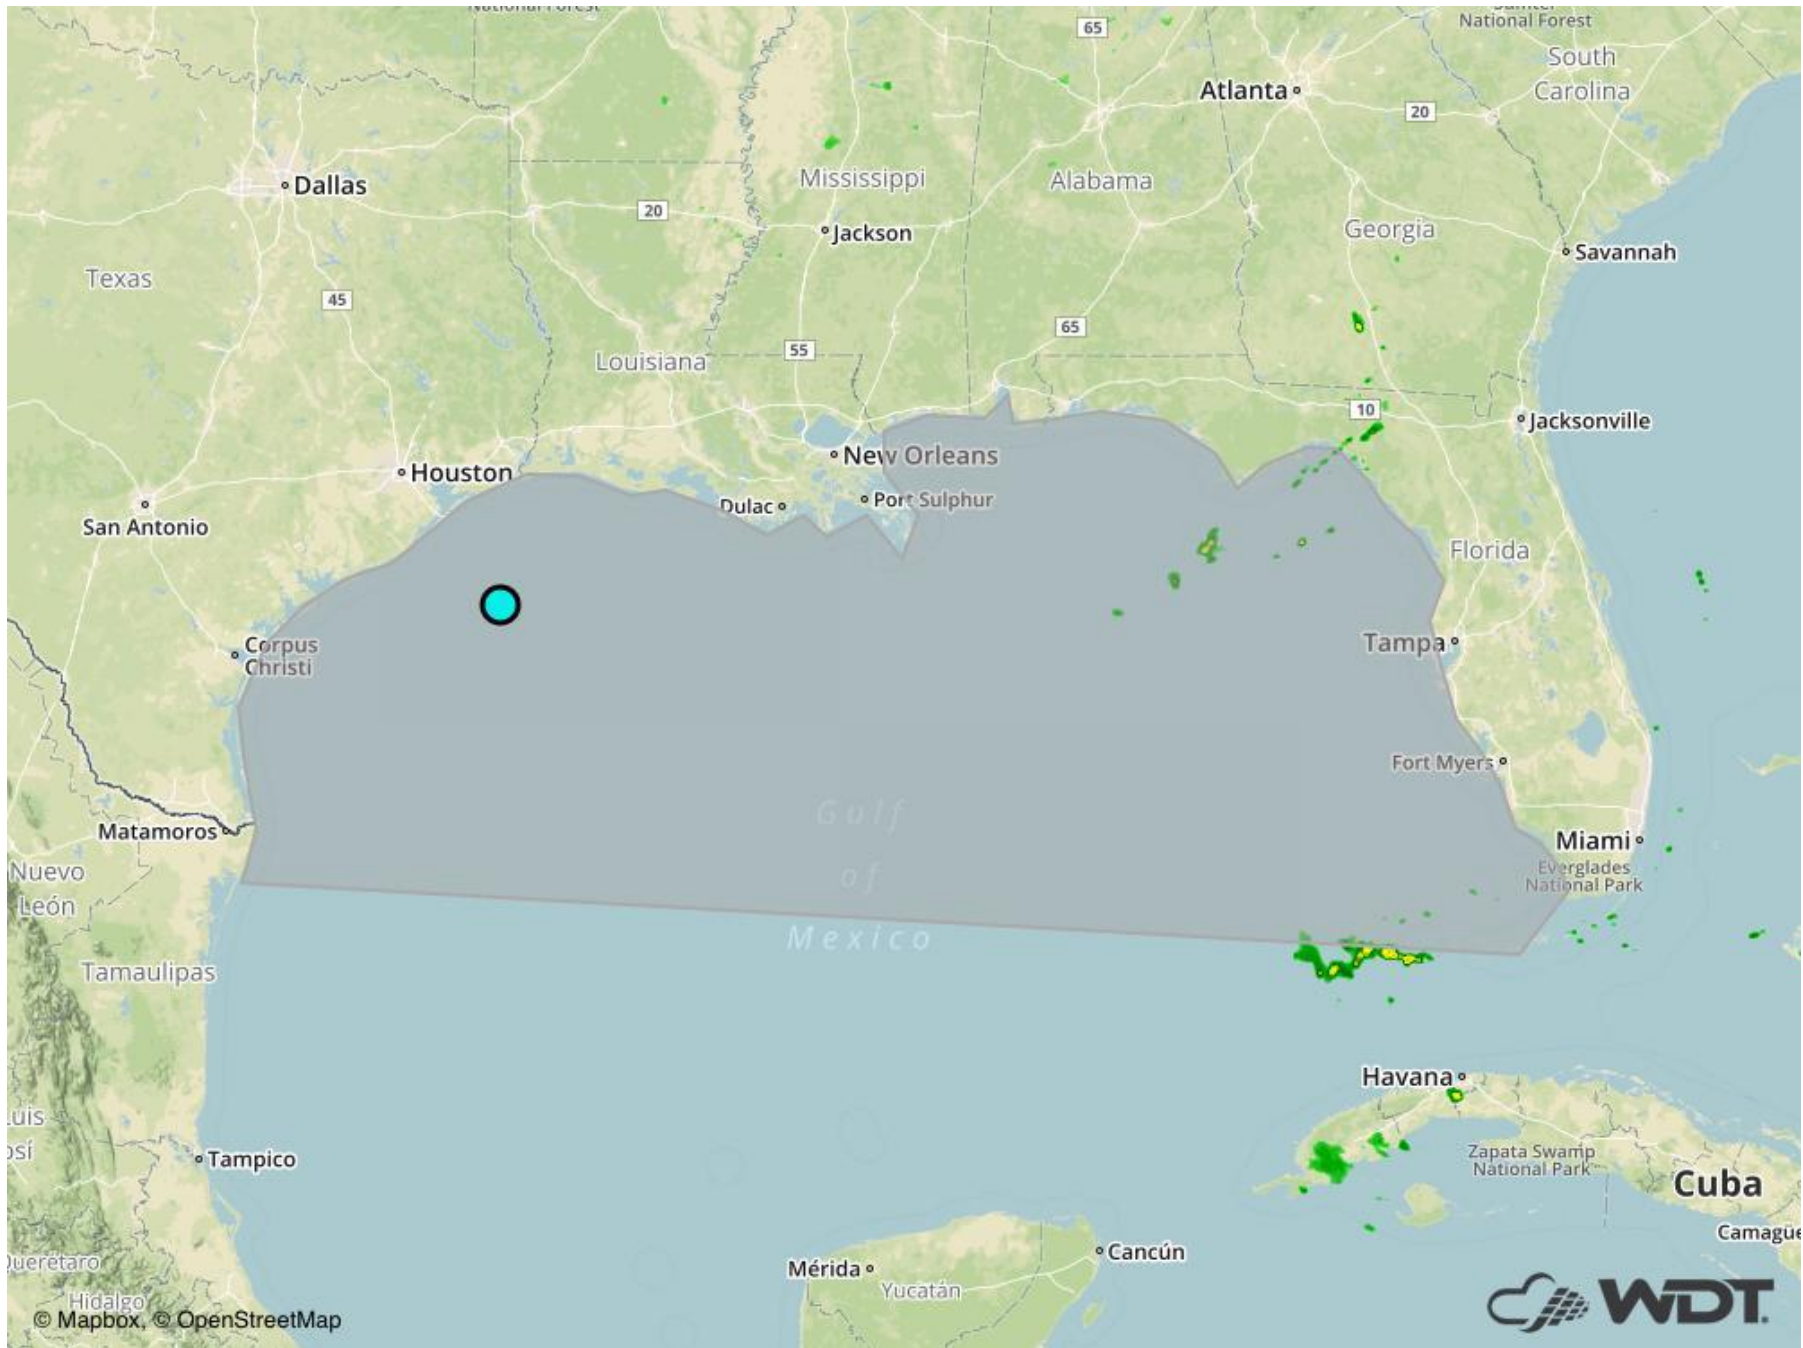 National Forest
65
National Forest
Atlanta
South
Carolina
20
Dallas
Mississippi
Alabama
20
Jackson
Georgia
Savannah
Texas
45
65
55
Louisiana
10
Jacksonville
New Orleans
Houston
Dulac
Port Sulphur
San Antonio
Florida
Corpus
Christi
Tampa
Fort Myers
Gulf
of
Mexico
Matamoros
Miami
Everglades
National Park
Nuevo
León
Tamaulipas
Havana
Tampico
Zapata Swamp
National Park
Cuba
Camagüe
Cancún
Mérida
Yucatán
Hidalgo
© Mapbox, © OpenStreetMap
WDT